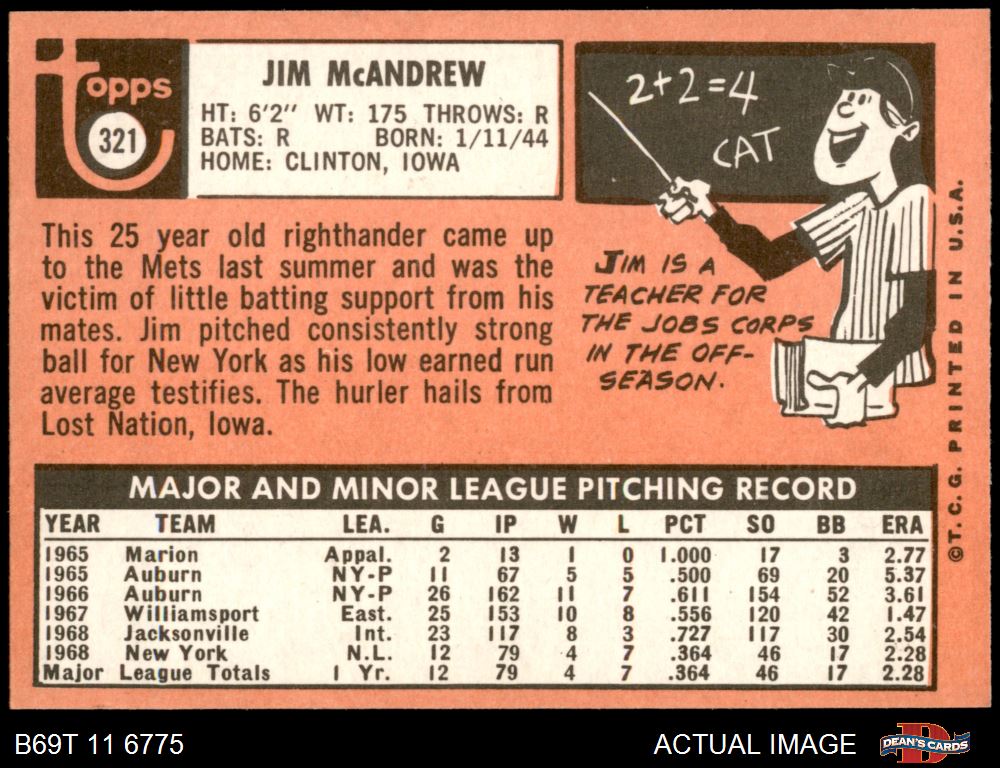 Topps
321
JIM McANDREW
HT: 6'2" WT: 175 THROWS: R
BATS: R BORN: 1/11/44
HOME: CLINTON, IOWA
2+2=4
CAT
This 25 year old righthander came up
to the Mets last summer and was the
victim of little batting support from his
mates. Jim pitched consistently strong
ball for New York as his low earned run
average testifies. The hurler hails from
Lost Nation, Iowa.
JIM IS A
TEACHER FOR
THE JOBS CORPS
IN THE OFF-
SEASON.
©T.C.G. PRINTED IN U.S.A.
MAJOR AND MINOR LEAGUE PITCHING RECORD
YEAR TEAM LEA. G IP W L PCT SO BB ERA
1965 Marion Appal. 2 13 1 0 1.000 17 3 2.77
1965 Auburn NY-P 11 67 5 5 .500 69 20 5.37
1966 Auburn NY-P 26 162 11 7 .611 154 52 3.61
1967 Williamsport East. 25 153 10 8 .556 120 42 1.47
1968 Jacksonville Int. 23 117 8 3 .727 117 30 2.54
1968 New York N.L. 12 79 4 7 .364 46 17 2.28
Major League Totals 1 Yr. 12 79 4 7 .364 46 17 2.28
B69T 11 6775
ACTUAL IMAGE
DEAN'S CARDS